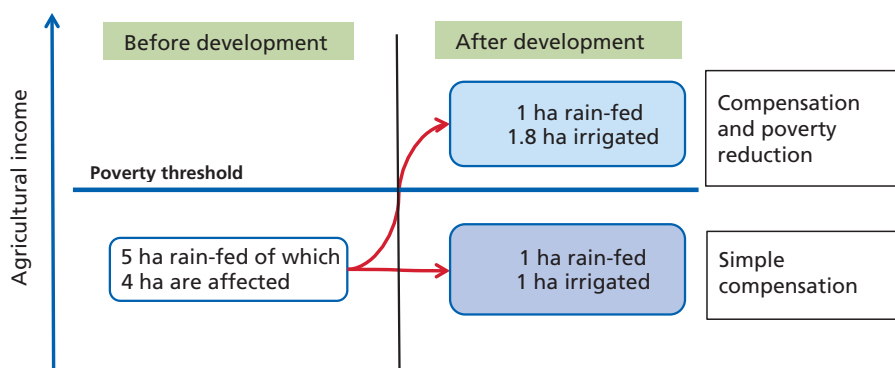 Before development
After development
Agricultural income
1 ha rain-fed
1.8 ha irrigated
Compensation
and poverty
reduction
Poverty threshold
5 ha rain-fed of which
4 ha are affected
1 ha rain-fed
1 ha irrigated
Simple
compensation